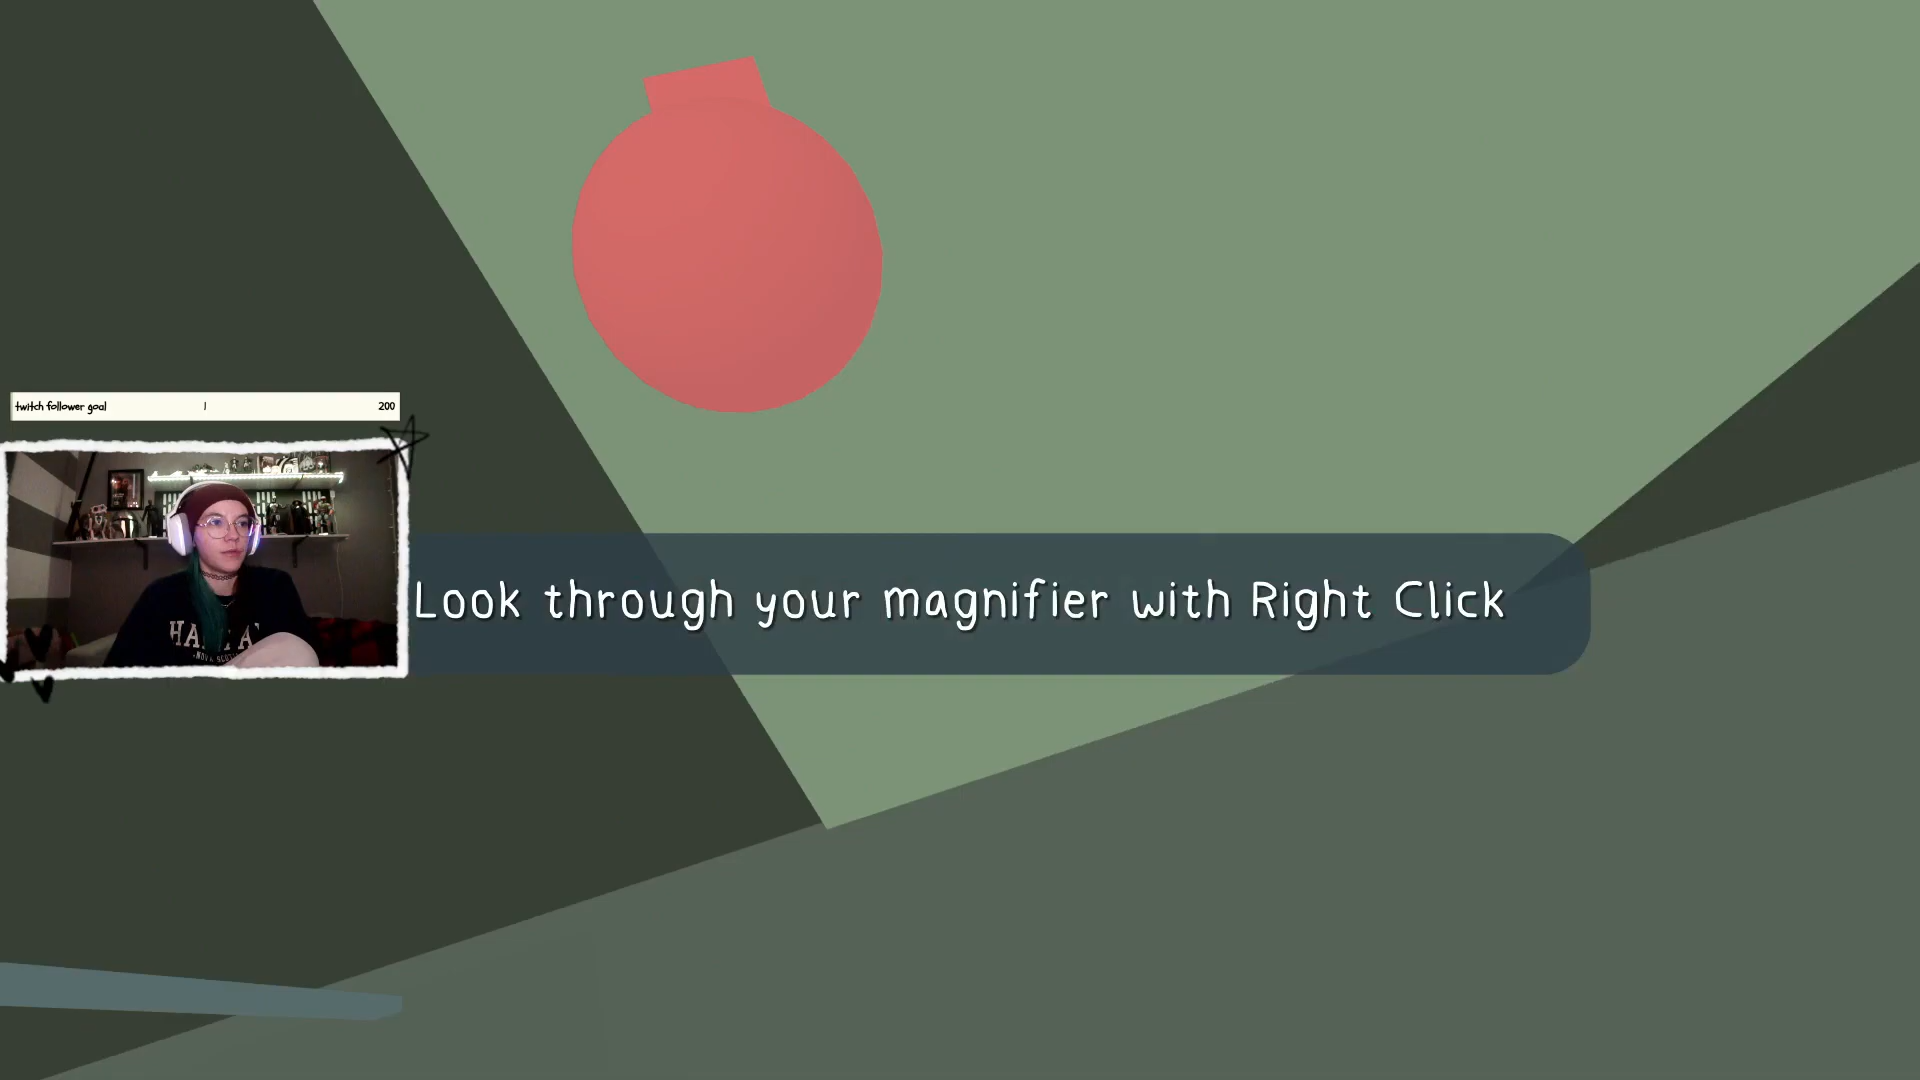 twitch follower goal 1 200
Look through your magnifier with Right Click